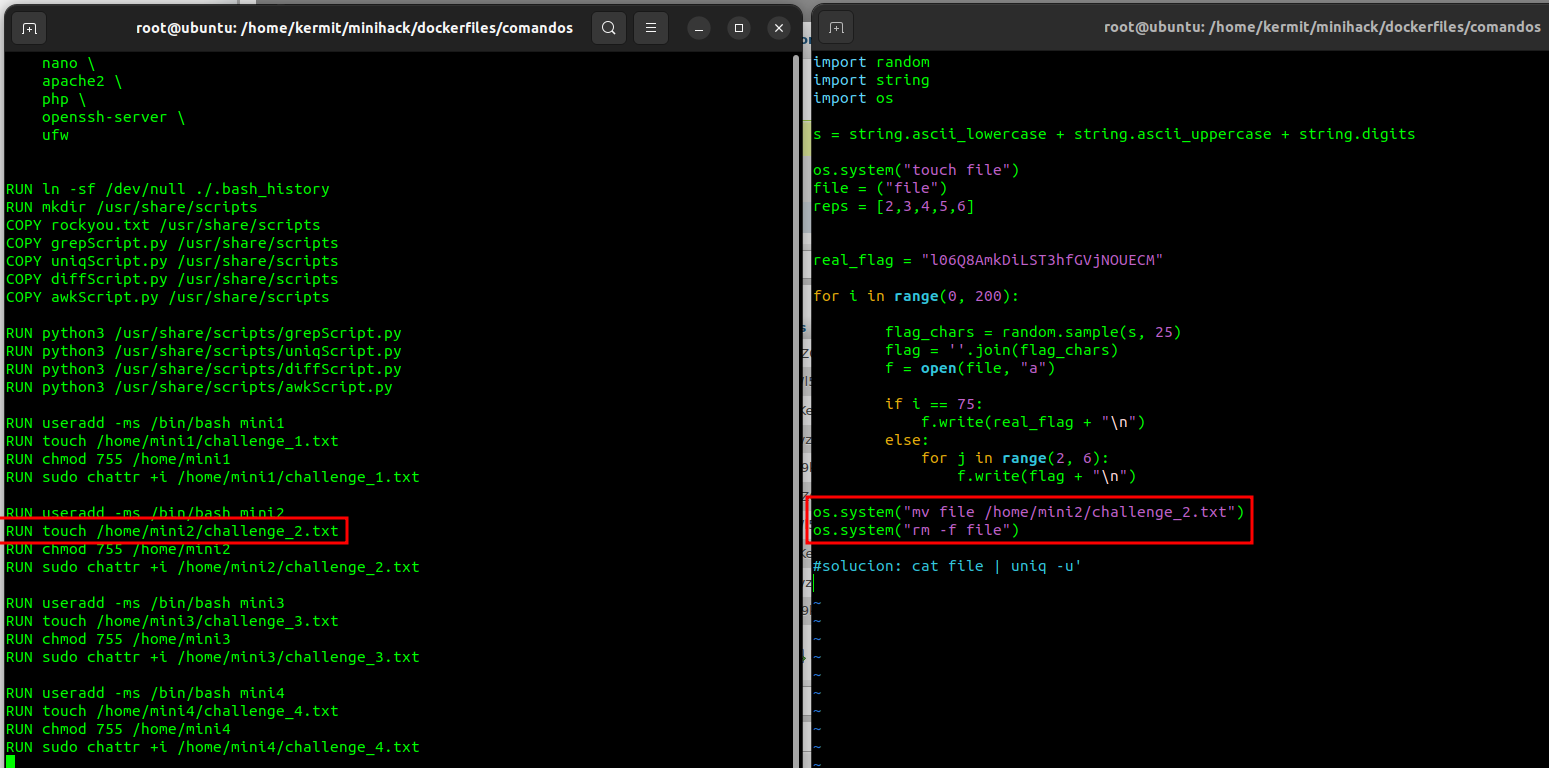 root@ubuntu: /home/kermit/minihack/dockerfiles/comandos
nano \
apache2 \
php \
openssh-server \
ufw
RUN ln -sf /dev/null ./.bash_history
RUN mkdir /usr/share/scripts
COPY rockyou.txt /usr/share/scripts
COPY grepScript.py /usr/share/scripts
COPY uniqScript.py /usr/share/scripts
COPY diffScript.py /usr/share/scripts
COPY awkScript.py /usr/share/scripts
RUN python3 /usr/share/scripts/grepScript.py
RUN python3 /usr/share/scripts/uniqScript.py
RUN python3 /usr/share/scripts/diffScript.py
RUN python3 /usr/share/scripts/awkScript.py
RUN useradd -ms /bin/bash mini1
RUN touch /home/mini1/challenge_1.txt
RUN chmod 755 /home/mini1
RUN sudo chattr +i /home/mini1/challenge_1.txt
RUN useradd -ms /bin/bash mini2
RUN touch /home/mini2/challenge_2.txt
RUN chmod 755 /home/mini2
RUN sudo chattr +i /home/mini2/challenge_2.txt
RUN useradd -ms /bin/bash mini3
RUN touch /home/mini3/challenge_3.txt
RUN chmod 755 /home/mini3
RUN sudo chattr +i /home/mini3/challenge_3.txt
RUN useradd -ms /bin/bash mini4
RUN touch /home/mini4/challenge_4.txt
RUN chmod 755 /home/mini4
RUN sudo chattr +i /home/mini4/challenge_4.txt
root@ubuntu: /home/kermit/minihack/dockerfiles/comandos
import random
import string
import os
s = string.ascii_lowercase + string.ascii_uppercase + string.digits
os.system("touch file")
file = ("file")
reps = [2,3,4,5,6]
real_flag = "l06Q8AmkDiLST3hfGVjNOUECM"
for i in range(0, 200):
flag_chars = random.sample(s, 25)
flag = ''.join(flag_chars)
f = open(file, "a")
if i == 75:
f.write(real_flag + "\n")
else:
for j in range(2, 6):
f.write(flag + "\n")
os.system("mv file /home/mini2/challenge_2.txt")
os.system("rm -f file")
#solucion: cat file | uniq -u'
~
~
~
~
~
~
~
~
~
~